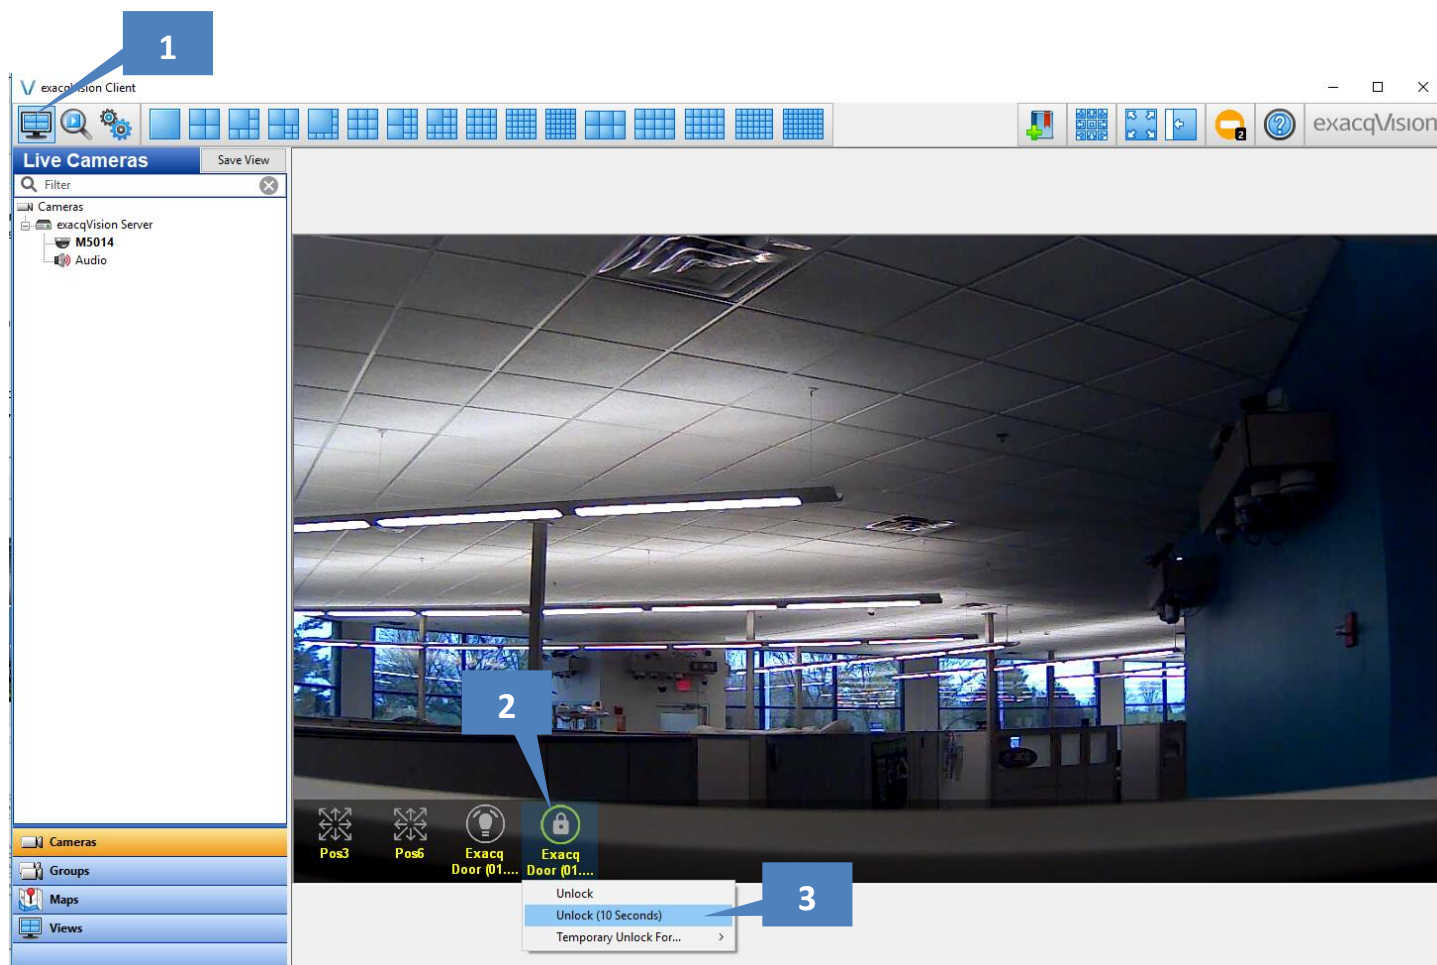 1
exacqVision Client
2
exacqVision
Live Cameras
Save View
Filter
Cameras
exacqVision Server
M5014
Audio
2
Pos3
Pos6
Exacq
Door (01....
Exacq
Door (01....
Cameras
Groups
Maps
Views
Unlock
Unlock (10 Seconds)
Temporary Unlock For...
3